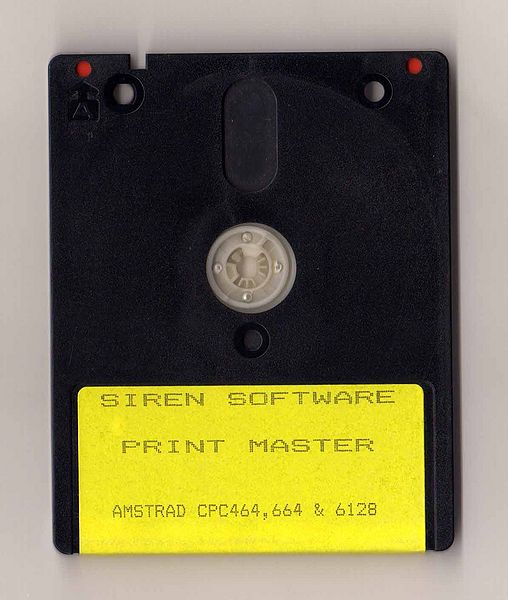 SIREN SOFTWARE
PRINT MASTER
AMSTRAD CPC464,664 & 6128